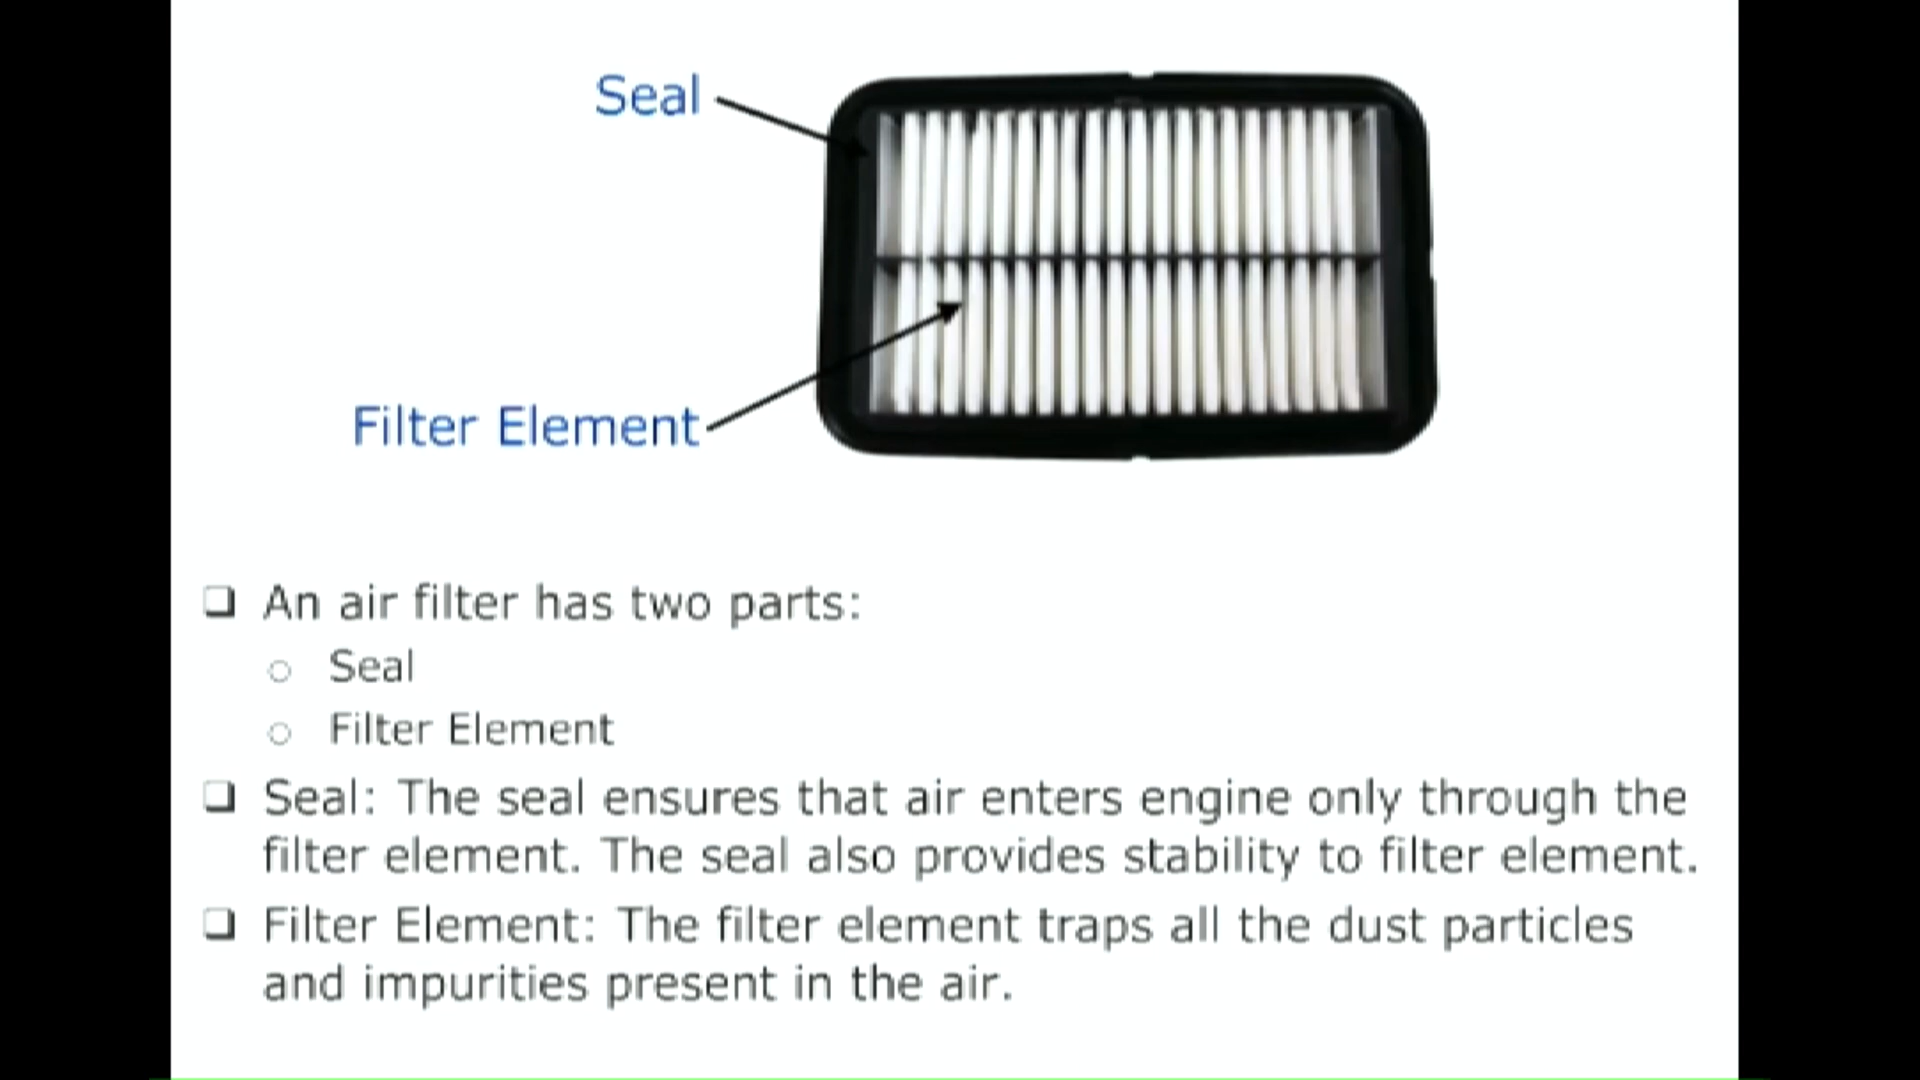 Seal
Filter Element
❑ An air filter has two parts:
○ Seal
○ Filter Element
❑ Seal: The seal ensures that air enters engine only through the
filter element. The seal also provides stability to filter element.
❑ Filter Element: The filter element traps all the dust particles
and impurities present in the air.